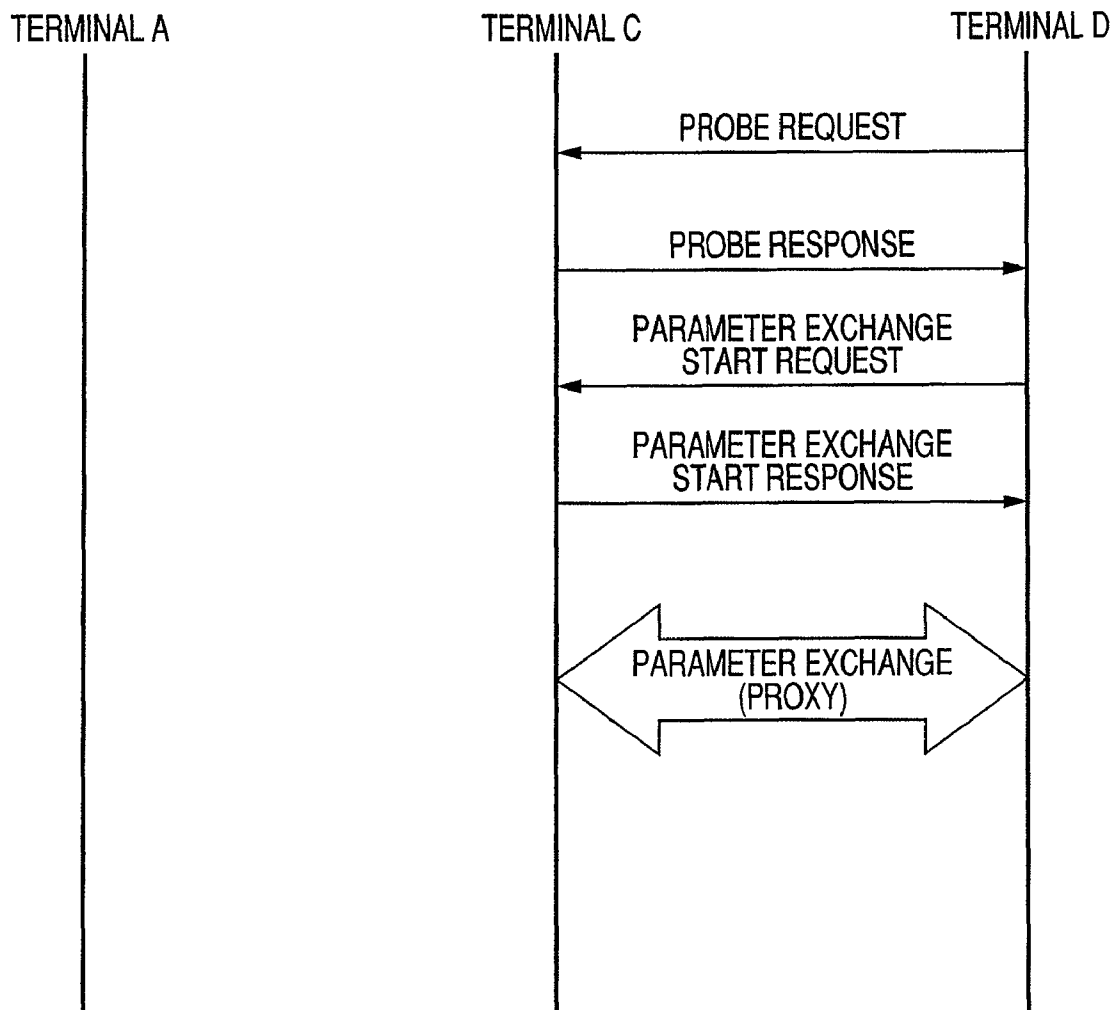 TERMINAL A
TERMINAL C
TERMINAL D
PROBE REQUEST
PROBE RESPONSE
PARAMETER EXCHANGE
START REQUEST
PARAMETER EXCHANGE
START RESPONSE
PARAMETER EXCHANGE
(PROXY)